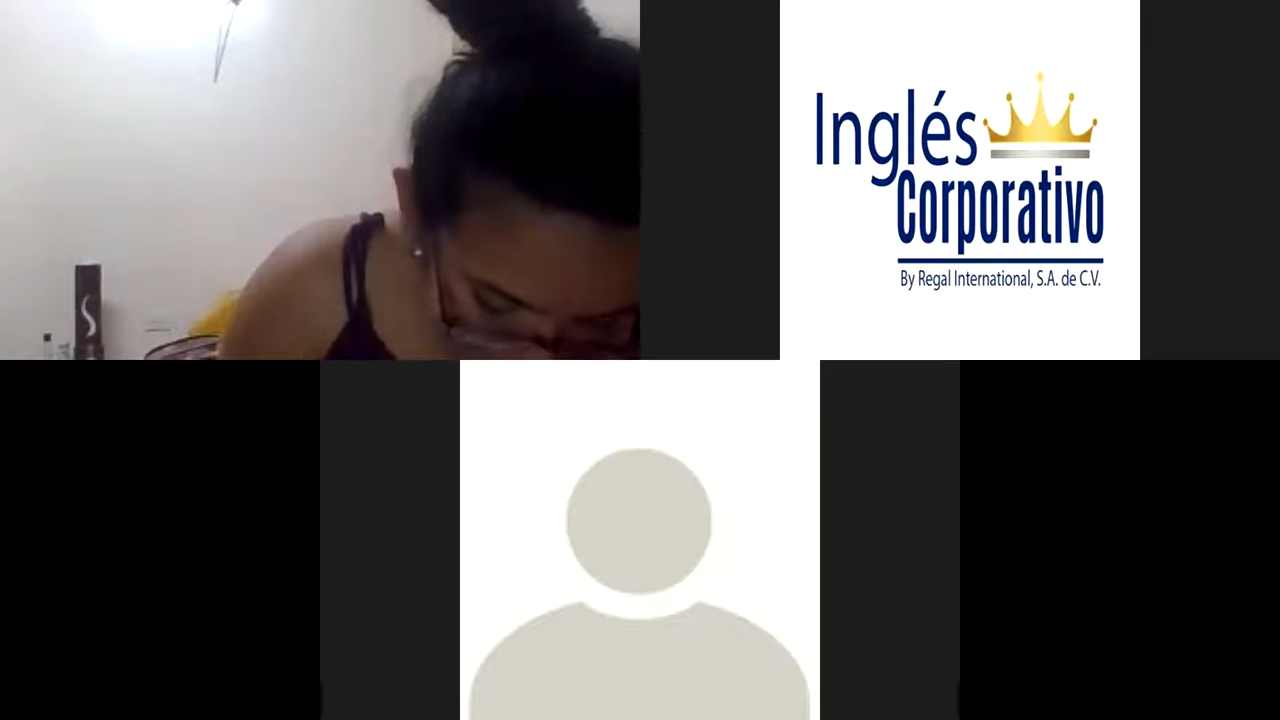 Inglés
Corporativo
By Regal International, S.A. de C.V.